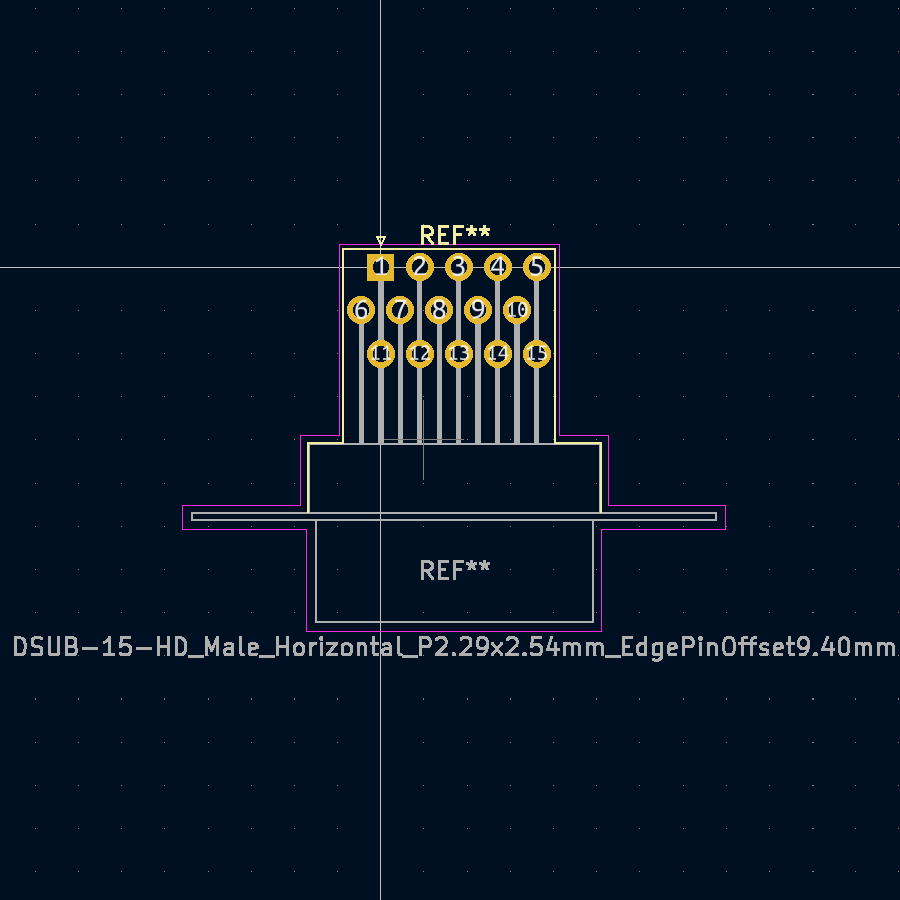 REF**
1 2 3 4 5
6 7 8 9 10
11 12 13 14 15
REF**
DSUB-15-HD_Male_Horizontal_P2.29x2.54mm_EdgePinOffset9.40mm